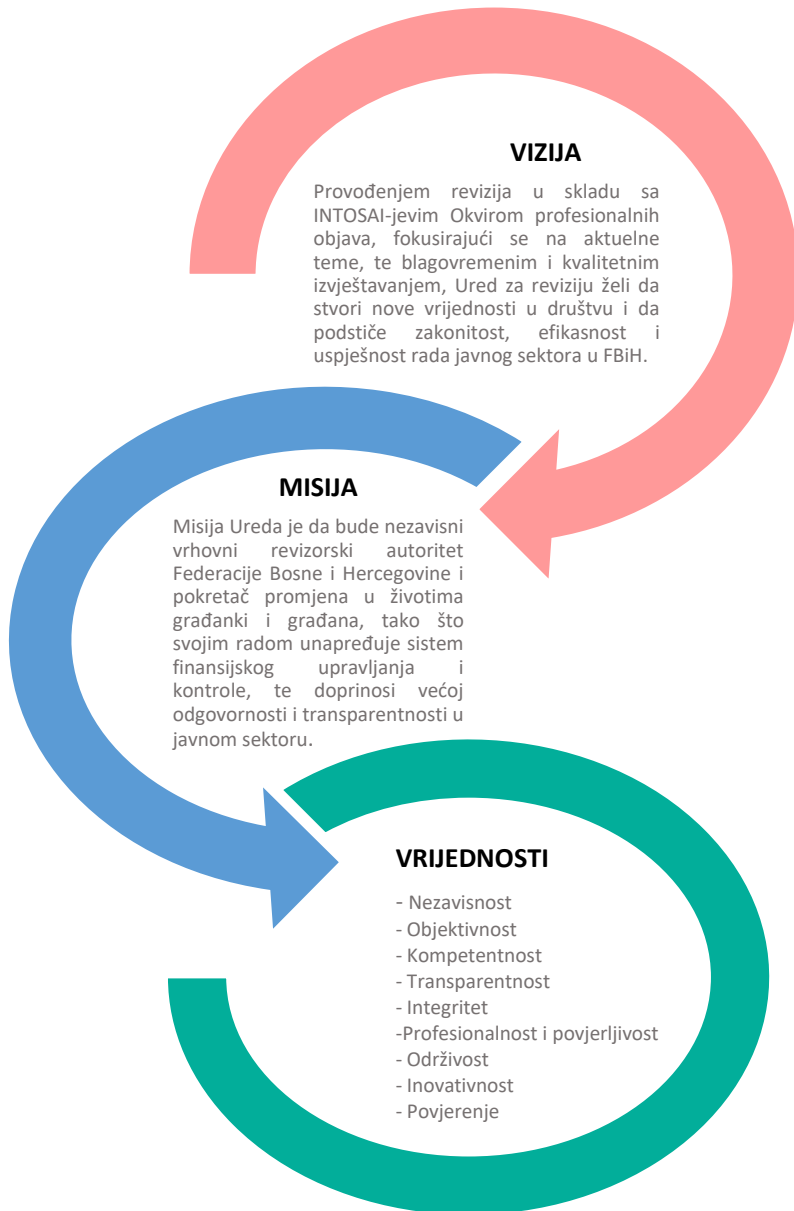 VIZIJA
Provođenjem revizija u skladu sa
INTOSAI-jevim Okvirom profesionalnih
objava, fokusirajući se na aktuelne
teme, te blagovremenim i kvalitetnim
izvještavanjem, Ured za reviziju želi da
stvori nove vrijednosti u društvu i da
podstiče zakonitost, efikasnost i
uspješnost rada javnog sektora u FBiH.
MISIJA
Misija Ureda je da bude nezavisni
vrhovni revizorski autoritet
Federacije Bosne i Hercegovine i
pokretač promjena u životima
građanki i građana, tako što
svojim radom unapređuje sistem
finansijskog upravljanja i
kontrole, te doprinosi većoj
odgovornosti i transparentnosti u
javnom sektoru.
VRIJEDNOSTI
- Nezavisnost
- Objektivnost
- Kompetentnost
- Transparentnost
- Integritet
-Profesionalnost i povjerljivost
- Održivost
- Inovativnost
- Povjerenje